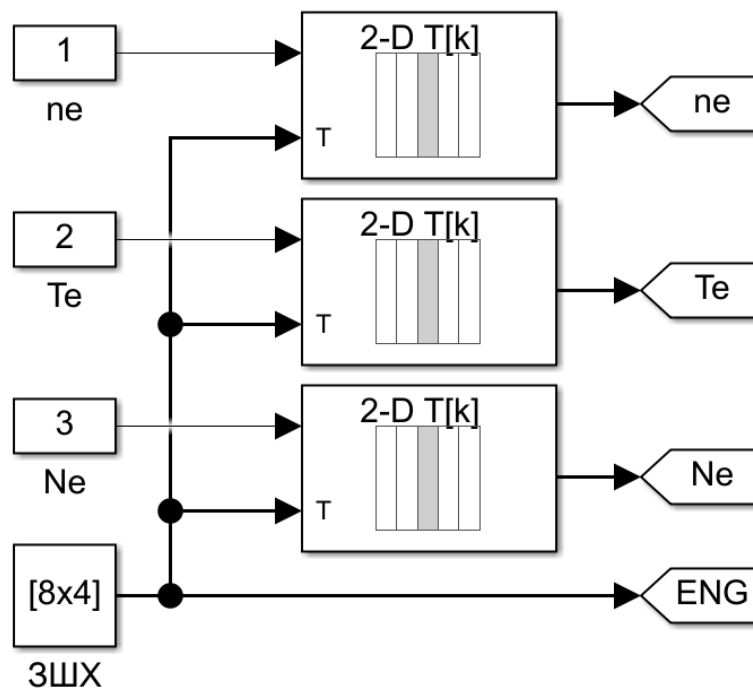 1
ne
2-D T[k]
T
ne
2
Te
2-D T[k]
T
Te
3
Ne
2-D T[k]
T
Ne
[8x4]
ЗШХ
ENG